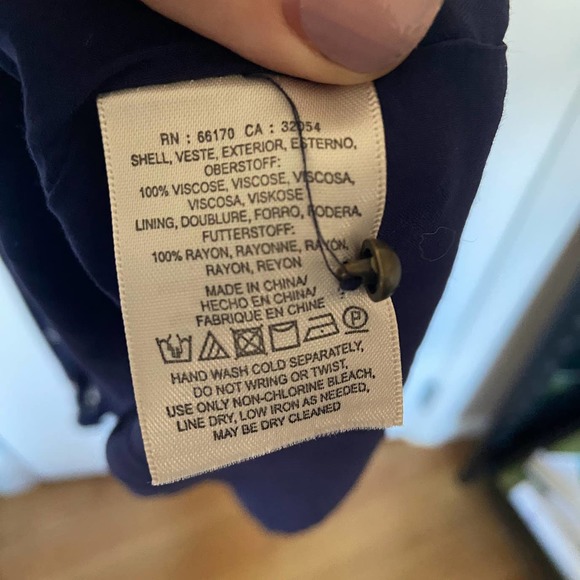 RN : 66170 CA : 32054
SHELL, VESTE, EXTERIOR, ESTERNO,
OBERSTOFF:
100% VISCOSE, VISCOSE, VISCOSA,
VISCOSA, VISKOSE
LINING, DOUBLURE, FORRO, FODERA,
FUTTERSTOFF:
100% RAYON, RAYONNE, RAYÓN,
RAYON, REYON
MADE IN CHINA/
HECHO EN CHINA/
FABRIQUE EN CHINE
P
HAND WASH COLD SEPARATELY,
DO NOT WRING OR TWIST,
USE ONLY NON-CHLORINE BLEACH,
LINE DRY, LOW IRON AS NEEDED,
MAY BE DRY CLEANED